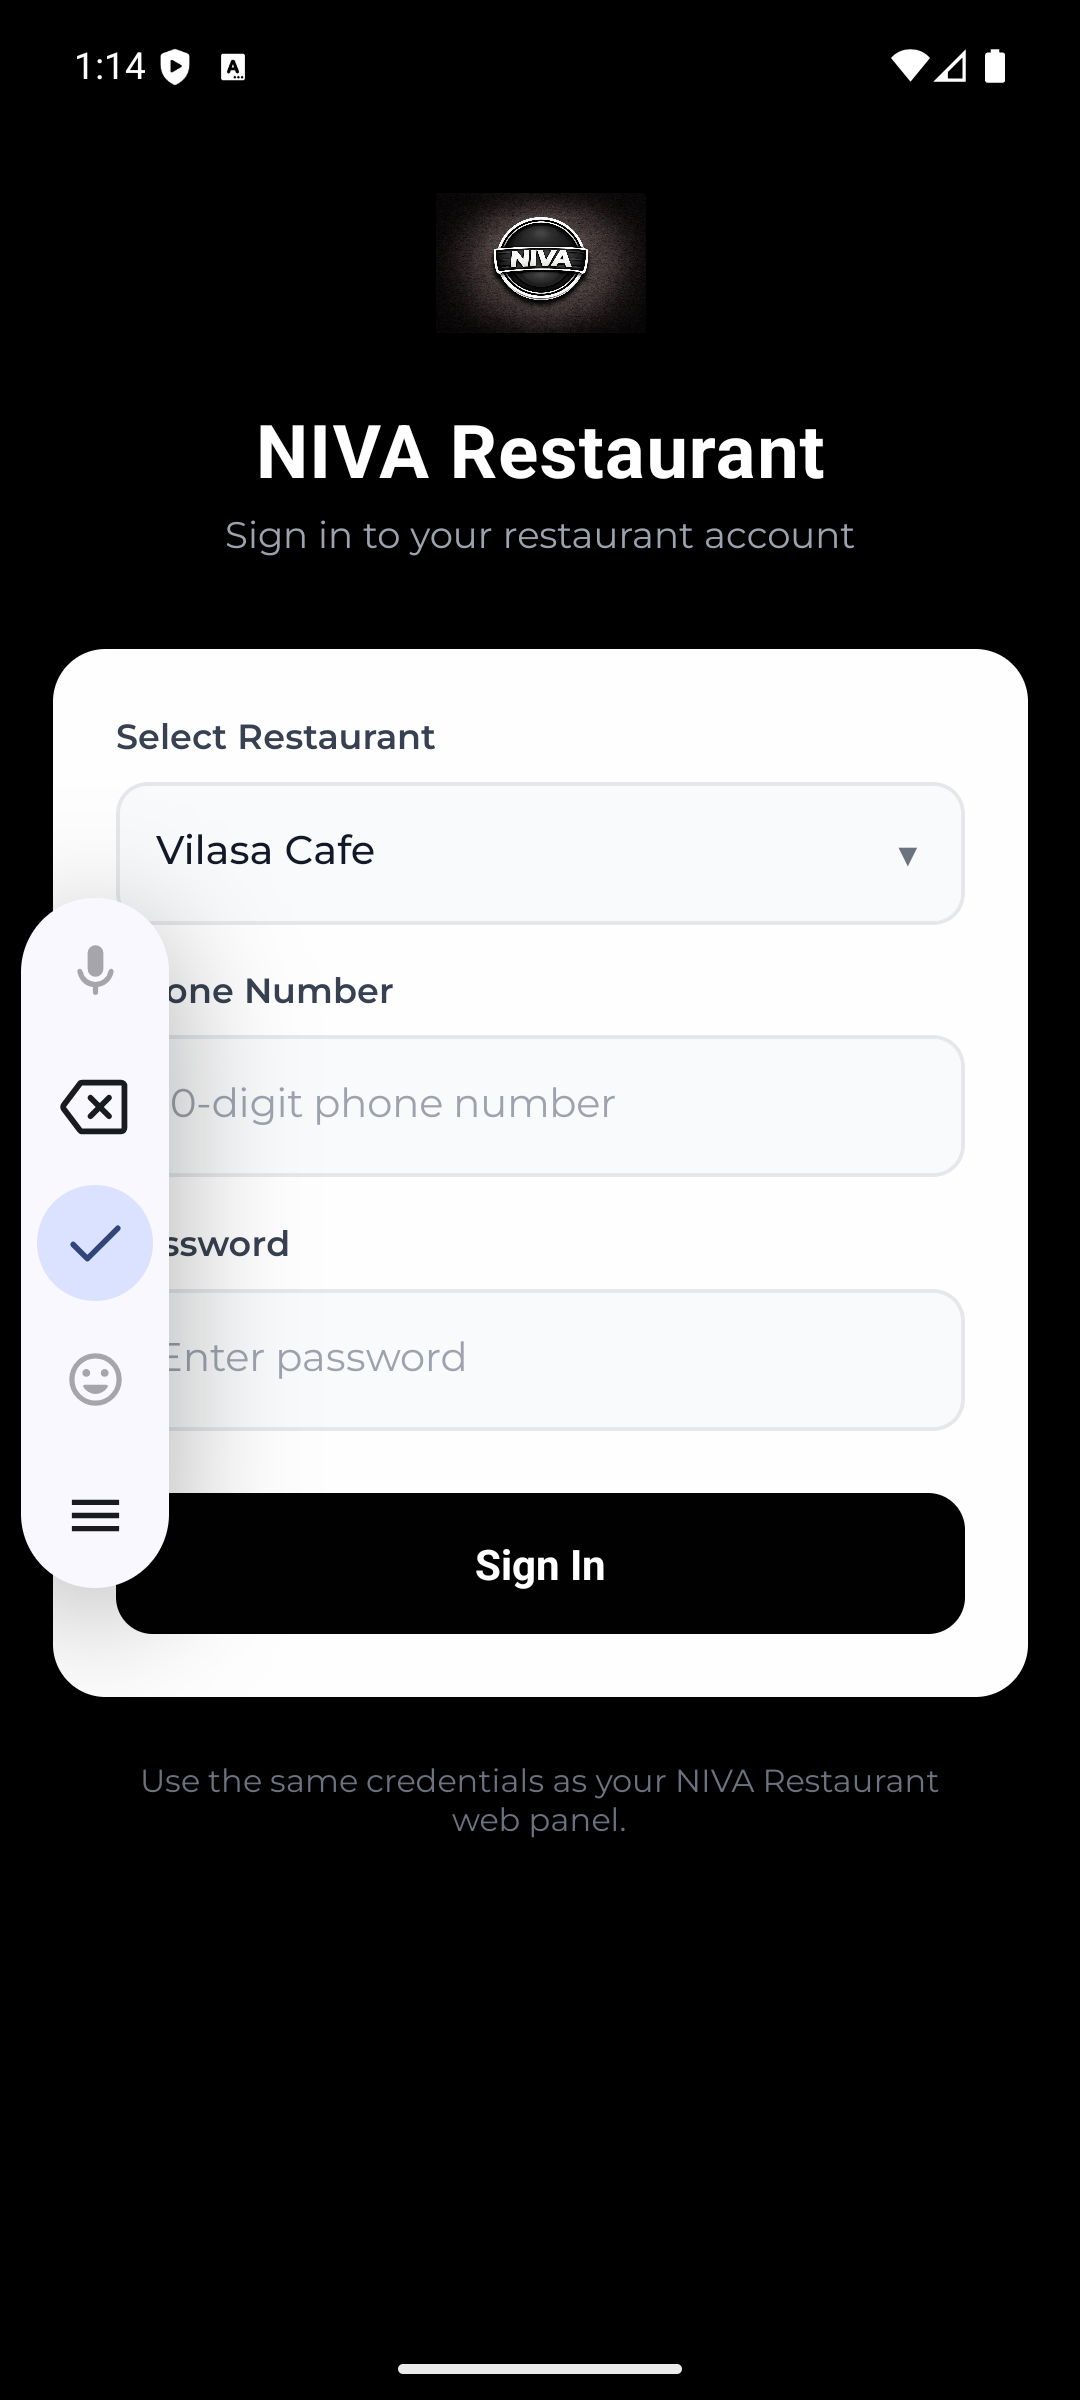 1:14
NIVA
NIVA Restaurant
Sign in to your restaurant account
Select Restaurant
Vilasa Cafe
one Number
0-digit phone number
ssword
Enter password
Sign In
Use the same credentials as your NIVA Restaurant
web panel.